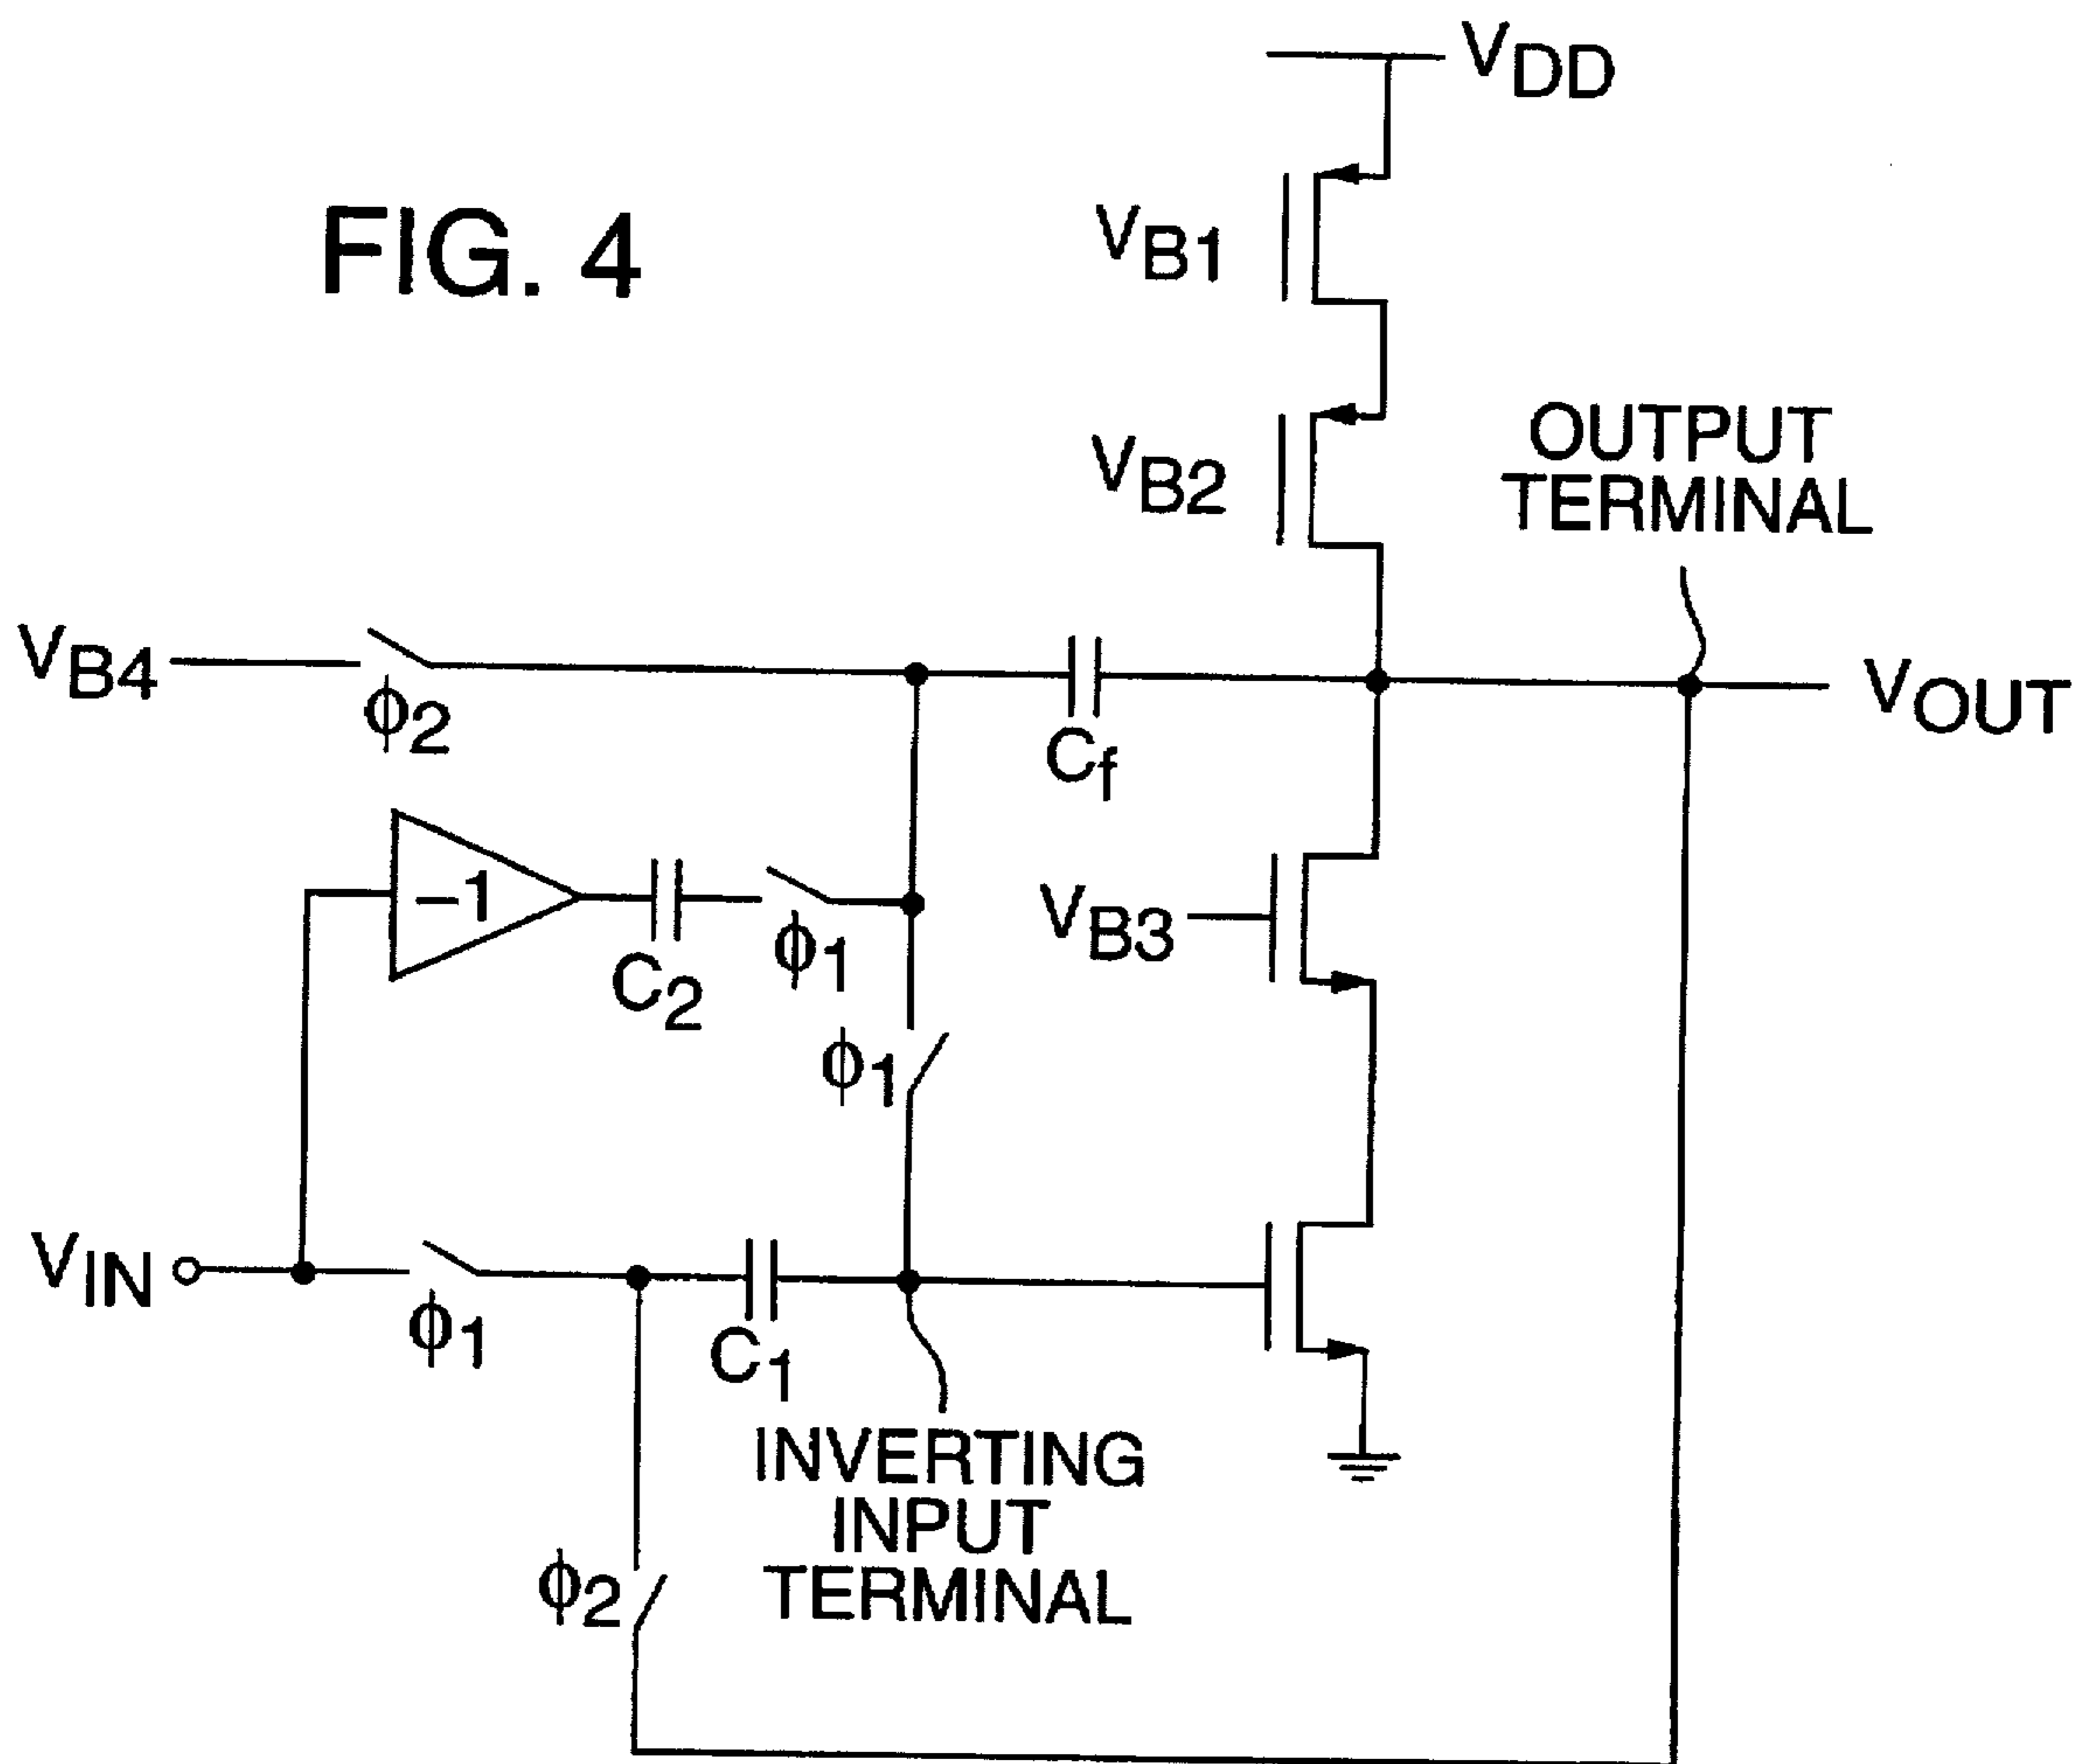 V_DD
FIG. 4
V_B1
V_B2
OUTPUT
TERMINAL
V_B4
ϕ2
C_f
V_OUT
−1
C_2
ϕ1
V_B3
ϕ1
V_IN
ϕ1
C_1
INVERTING
INPUT
TERMINAL
ϕ2